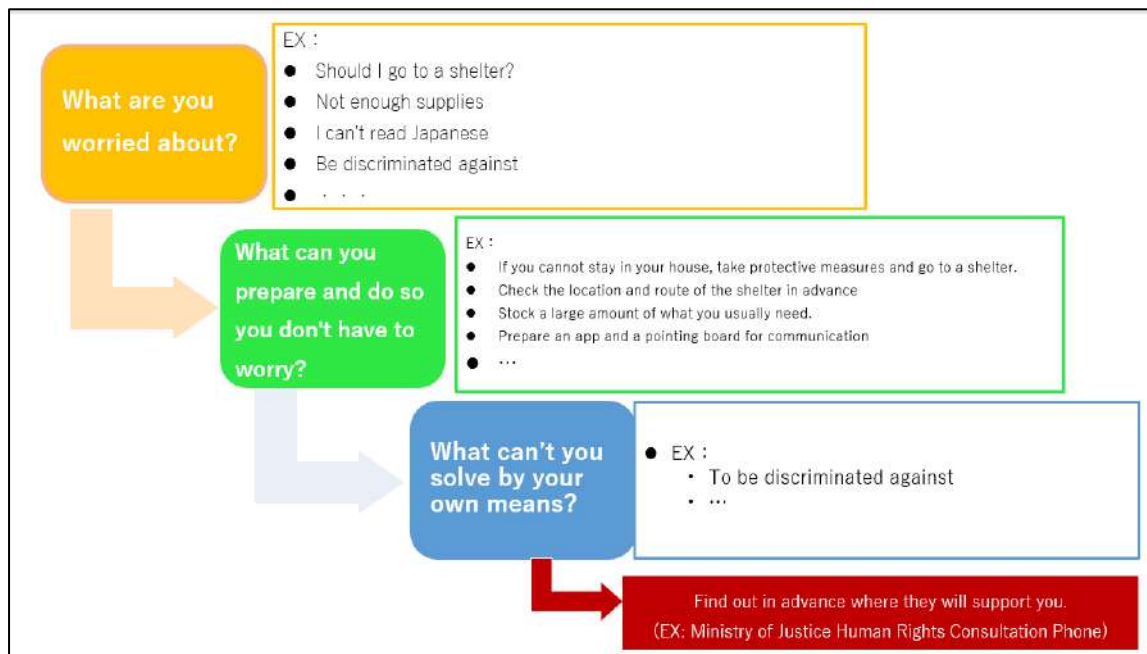 What are you
worried about?
EX：
● Should I go to a shelter?
● Not enough supplies
● I can't read Japanese
● Be discriminated against
● ・・・
What can you
prepare and do so
you don't have to
worry?
EX：
● If you cannot stay in your house, take protective measures and go to a shelter.
● Check the location and route of the shelter in advance
● Stock a large amount of what you usually need.
● Prepare an app and a pointing board for communication
● …
What can't you
solve by your
own means?
● EX：
・ To be discriminated against
・ …
Find out in advance where they will support you.
(EX: Ministry of Justice Human Rights Consultation Phone)